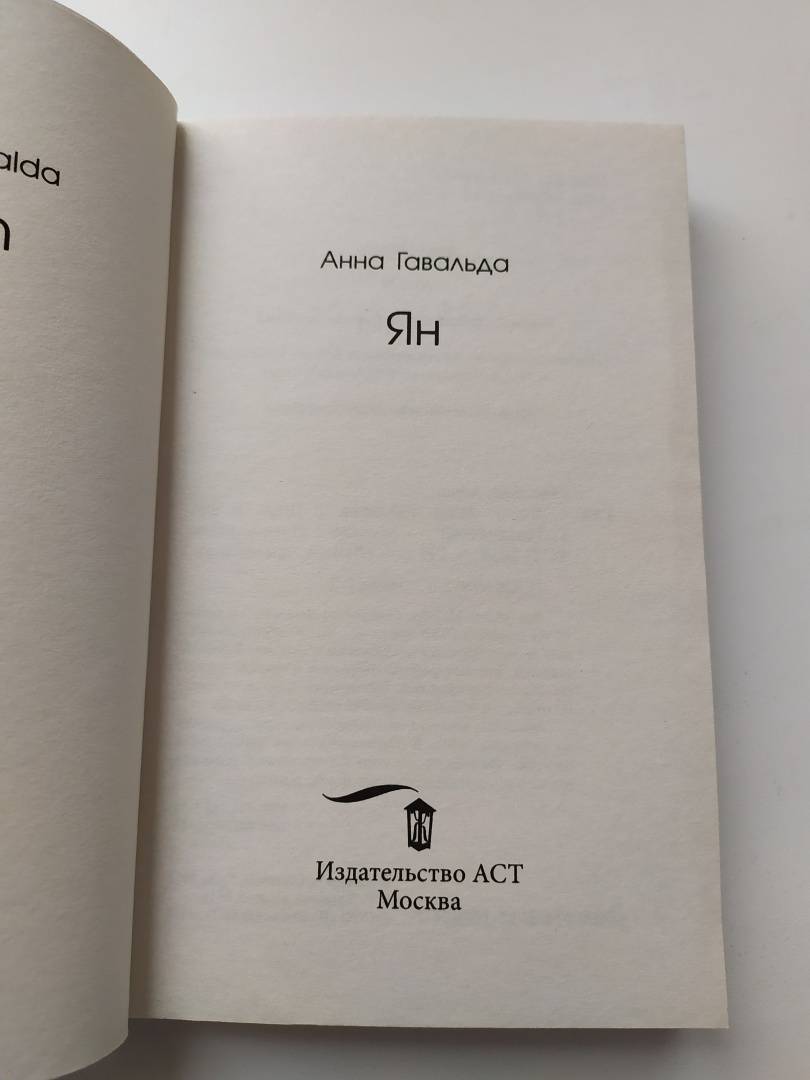 alda
n
Анна Гавальда
Ян
Издательство АСТ
Москва